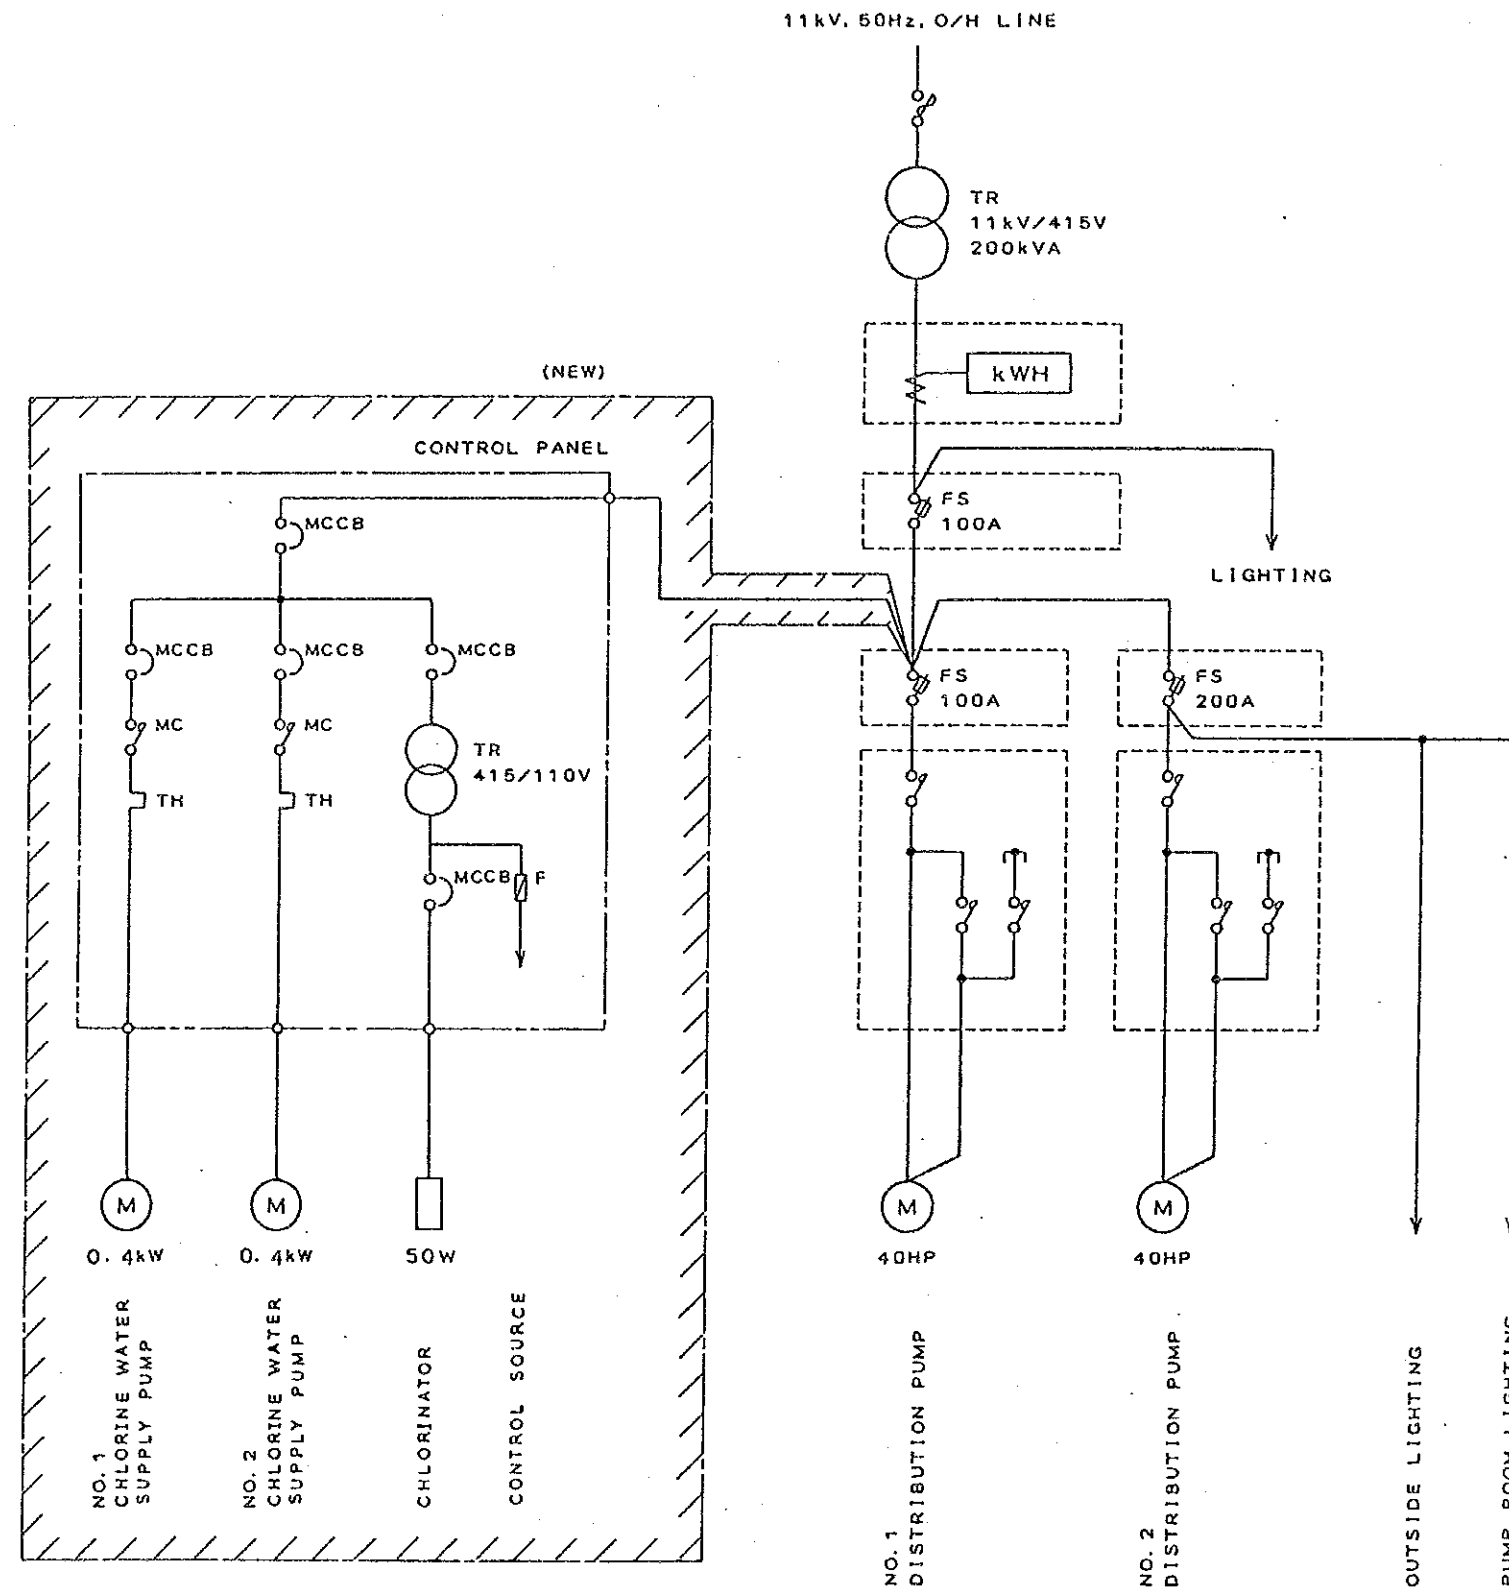 11kV, 50Hz, O/H LINE
TR
11kV/415V
200kVA
kWH
(NEW)
CONTROL PANEL
FS
100A
LIGHTING
MCCB
MCCB
MCCB
MCCB
FS
100A
FS
200A
MC
MC
TR
415/110V
TH
TH
MCCB
F
M
M
M
M
0.4kW
0.4kW
50W
40HP
40HP
NO. 1
CHLORINE WATER
SUPPLY PUMP
NO. 2
CHLORINE WATER
SUPPLY PUMP
CHLORINATOR
CONTROL SOURCE
NO. 1
DISTRIBUTION PUMP
NO. 2
DISTRIBUTION PUMP
OUTSIDE LIGHTING
PUMP ROOM LIGHTING